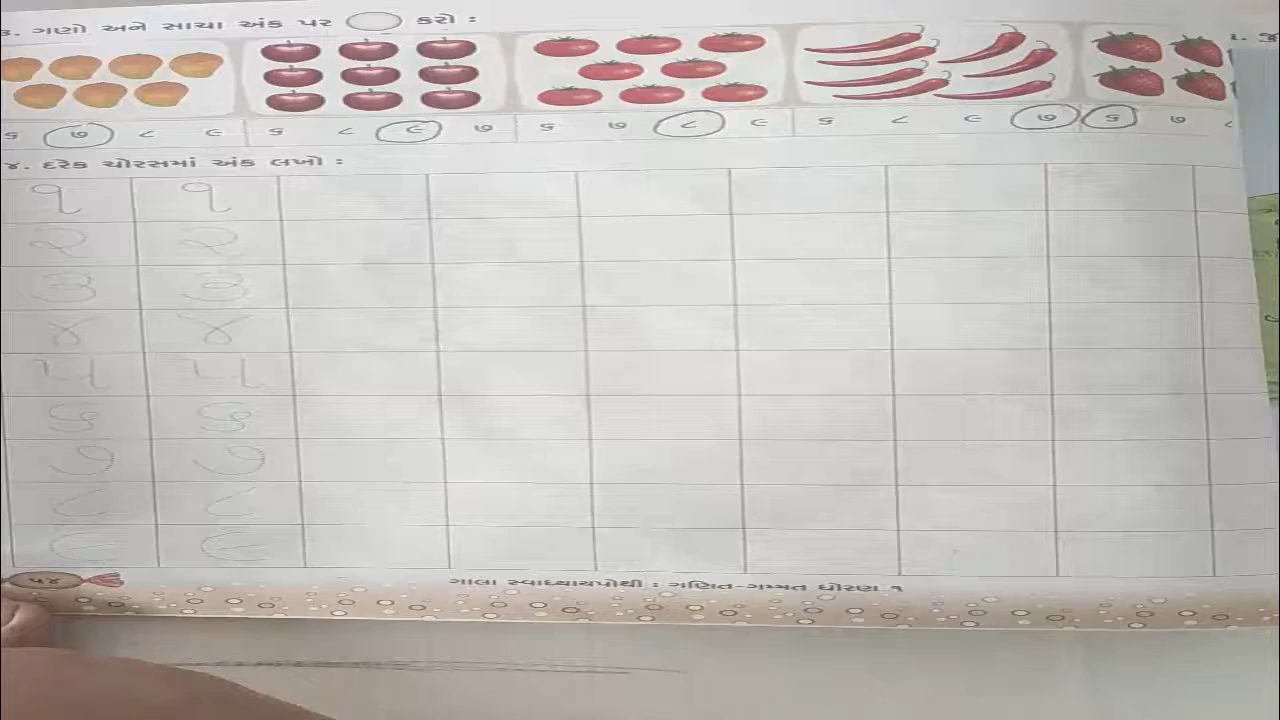 ૩. ગણો અને સાચા અંક પર ◯ કરો :
૬ ૭ ૮ ૯ ૬ ૮ ૯ ૭ ૬ ૭ ૮ ૯ ૬ ૮ ૯ ૭ ૬ ૭
૪. દરેક ચોરસમાં અંક લખો :
૧ ૧
૨ ૨
૩ ૩
૪ ૪
૫ ૫
૬ ૬
૭ ૭
૮ ૮
૯ ૯
૫૪
ગાલા સ્વાધ્યાયપોથી : ગણિત-ગમ્મત ધોરણ ૧